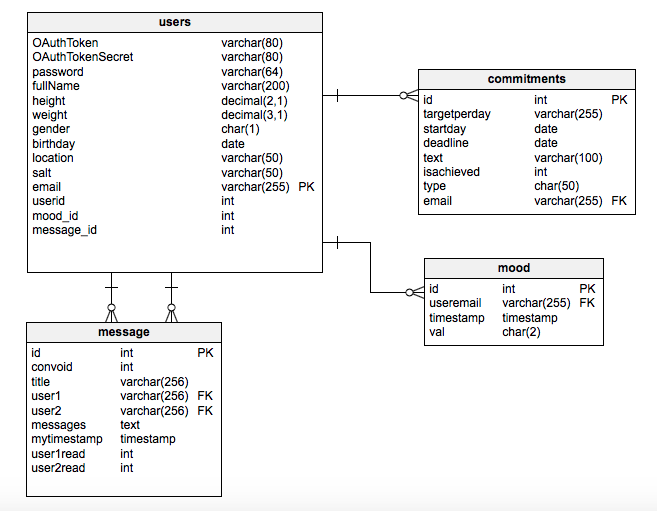 users
OAuthToken varchar(80)
OAuthTokenSecret varchar(80)
password varchar(64)
fullName varchar(200)
height decimal(2,1)
weight decimal(3,1)
gender char(1)
birthday date
location varchar(50)
salt varchar(50)
email varchar(255) PK
userid int
mood_id int
message_id int
commitments
id int PK
targetperday varchar(255)
startday date
deadline date
text varchar(100)
isachieved int
type char(50)
email varchar(255) FK
mood
id int PK
useremail varchar(255) FK
timestamp timestamp
val char(2)
message
id int PK
convoid int
title varchar(256)
user1 varchar(256) FK
user2 varchar(256) FK
messages text
mytimestamp timestamp
user1read int
user2read int